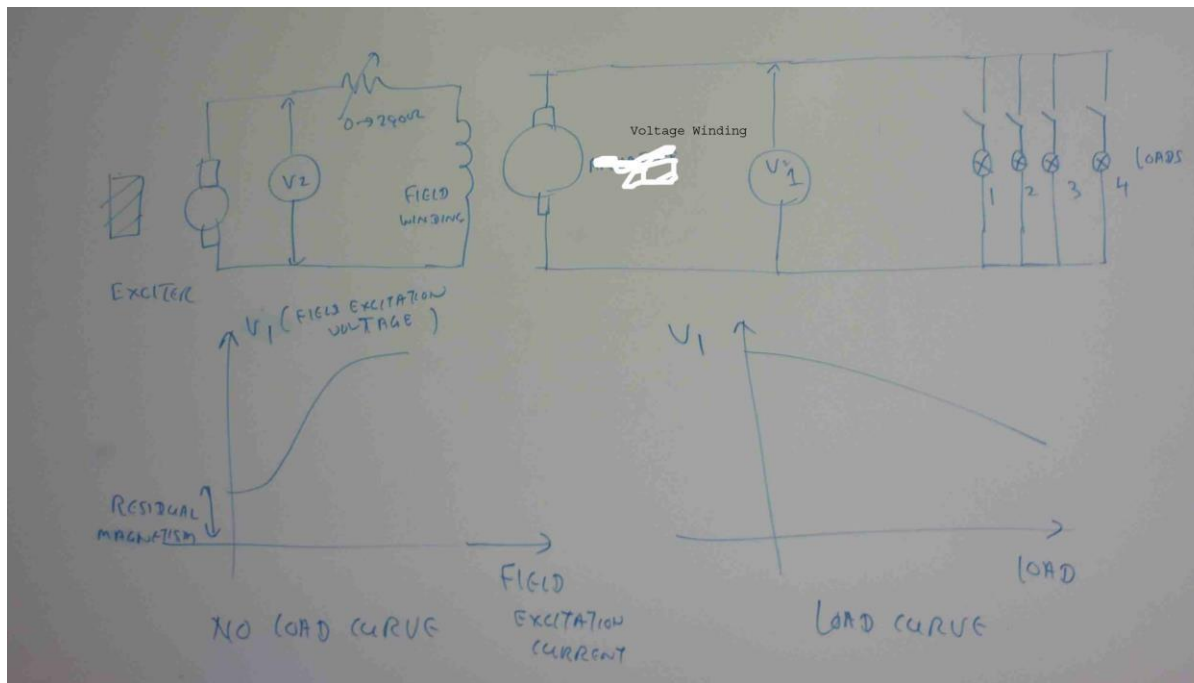 0→290Ω
Voltage Winding
V2
V1
FIELD
WINDING
LOADS
1 2 3 4
EXCITER
V1 (FIELD EXCITATION
VOLTAGE)
V1
RESIDUAL
MAGNETISM
FIELD
EXCITATION
CURRENT
LOAD
NO LOAD CURVE
LOAD CURVE